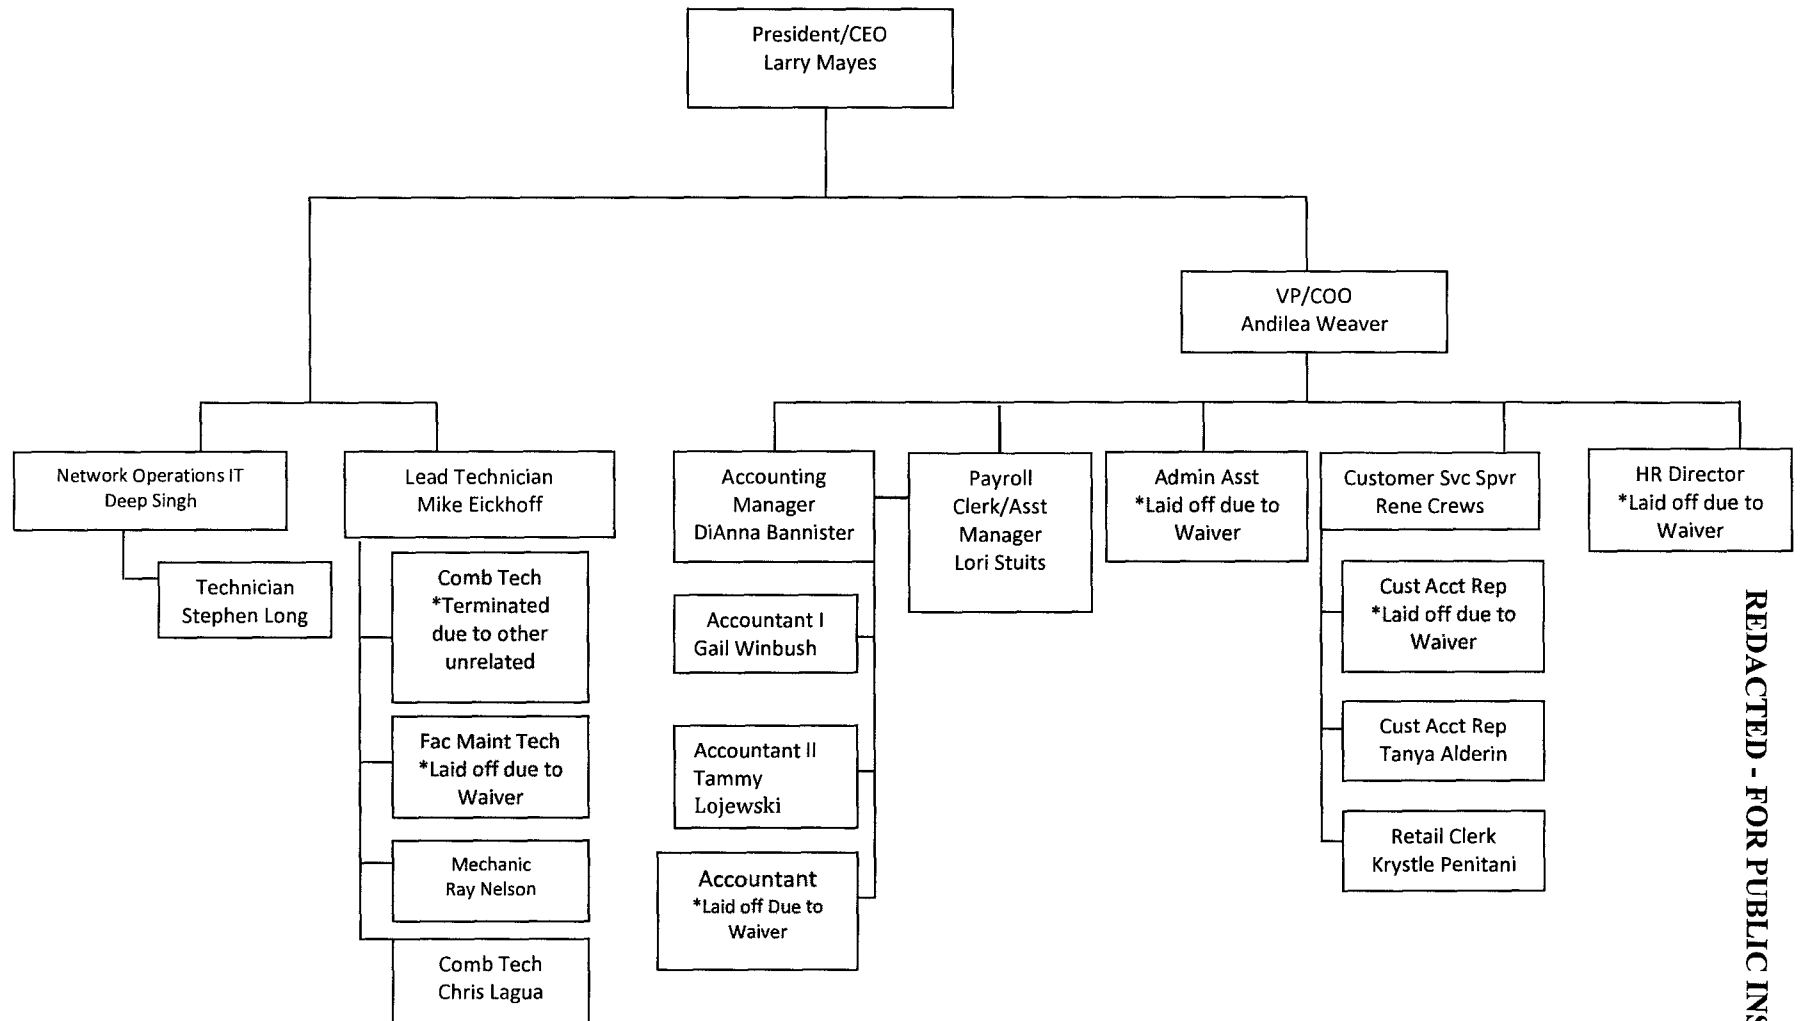 President/CEO
Larry Mayes
VP/COO
Andilea Weaver
Network Operations IT
Deep Singh
Technician
Stephen Long
Lead Technician
Mike Eickhoff
Comb Tech
*Terminated
due to other
unrelated
Fac Maint Tech
*Laid off due to
Waiver
Mechanic
Ray Nelson
Comb Tech
Chris Lagua
Accounting
Manager
DiAnna Bannister
Accountant I
Gail Winbush
Accountant II
Tammy
Lojewski
Accountant
*Laid off Due to
Waiver
Payroll
Clerk/Asst
Manager
Lori Stuits
Admin Asst
*Laid off due to
Waiver
Customer Svc Spvr
Rene Crews
Cust Acct Rep
*Laid off due to
Waiver
Cust Acct Rep
Tanya Alderin
Retail Clerk
Krystle Penitani
HR Director
*Laid off due to
Waiver
REDACTED - FOR PUBLIC